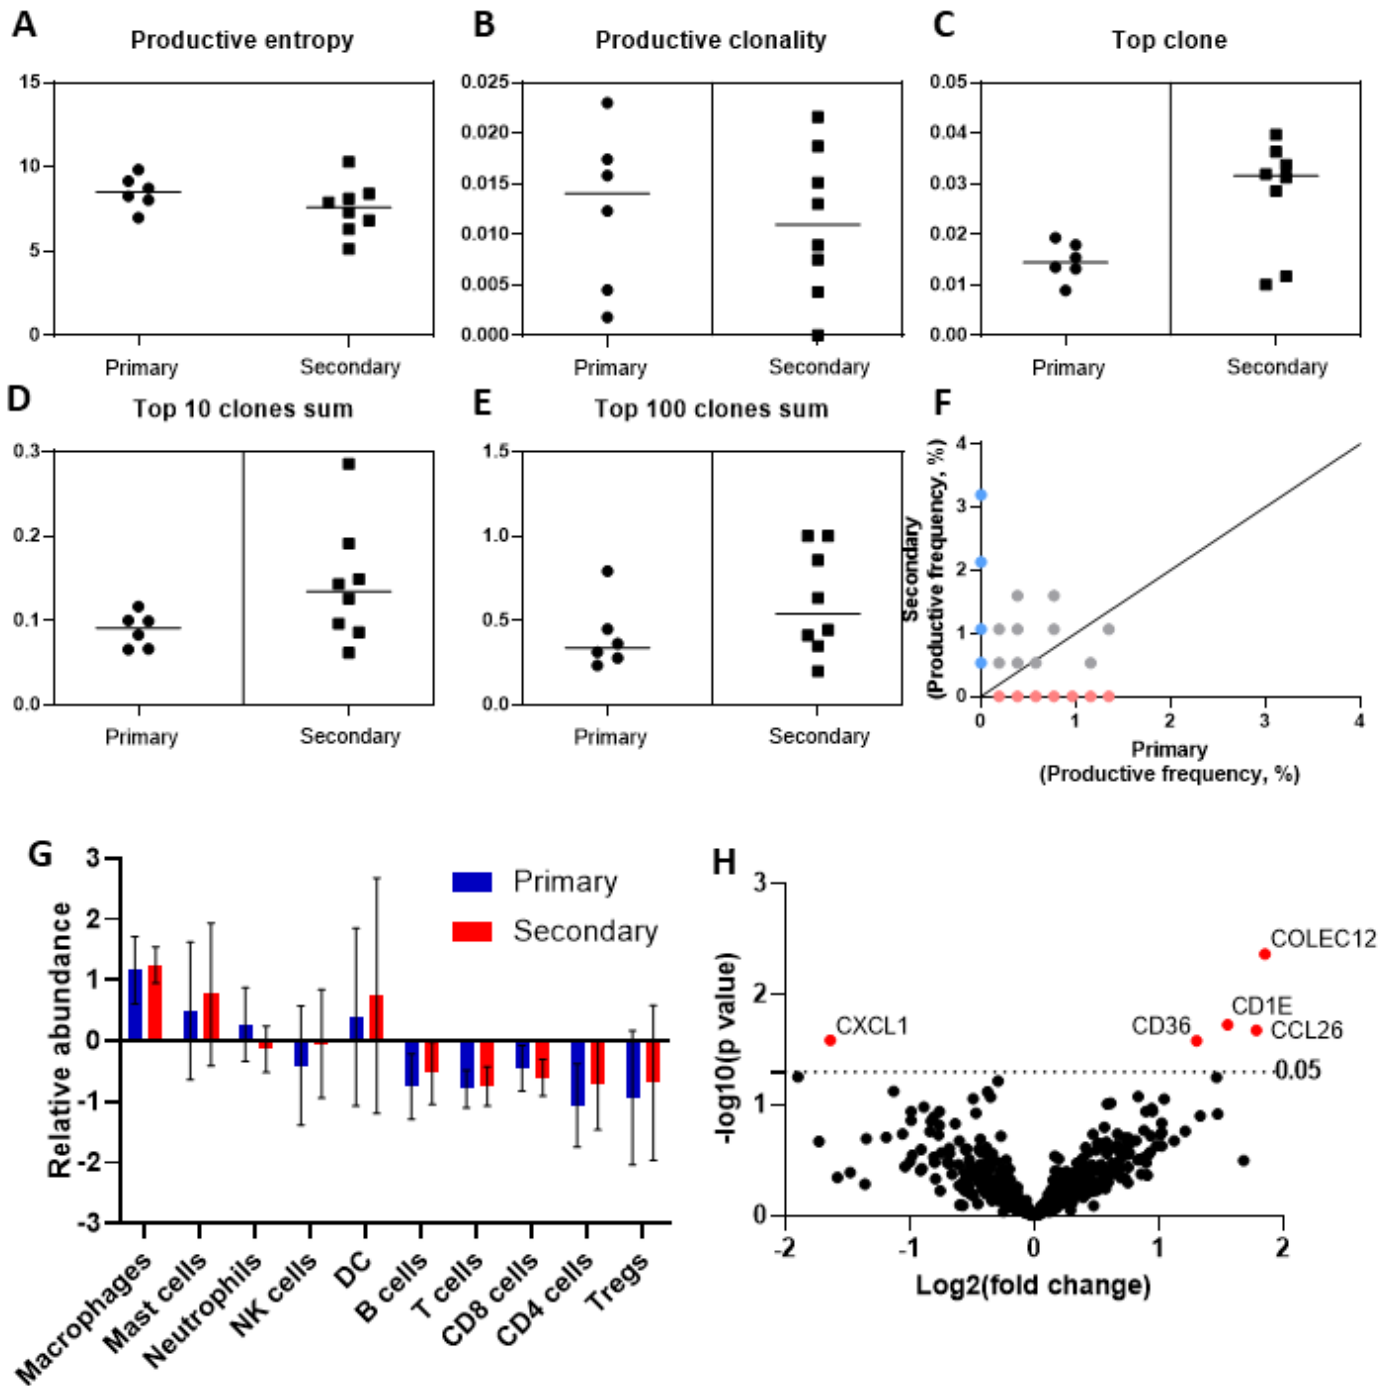 A
Productive entropy
15
10
5
0
Primary
Secondary
B
Productive clonality
0.025
0.020
0.015
0.010
0.005
0.000
Primary
Secondary
C
Top clone
0.05
0.04
0.03
0.02
0.01
0.00
Primary
Secondary
D
Top 10 clones sum
0.3
0.2
0.1
0.0
Primary
Secondary
E
Top 100 clones sum
1.5
1.0
0.5
0.0
Primary
Secondary
F
Secondary
(Productive frequency, %)
4
3
2
1
0
0
1
2
3
4
Primary
(Productive frequency, %)
G
Relative abundance
3
2
1
0
-1
-2
-3
Primary
Secondary
Macrophages
Mast cells
Neutrophils
NK cells
DC
B cells
T cells
CD8 cells
CD4 cells
Tregs
H
-log10(p value)
3
2
1
0
COLEC12
CD1E
CXCL1
CD36
CCL26
0.05
-2
-1
0
1
2
Log2(fold change)